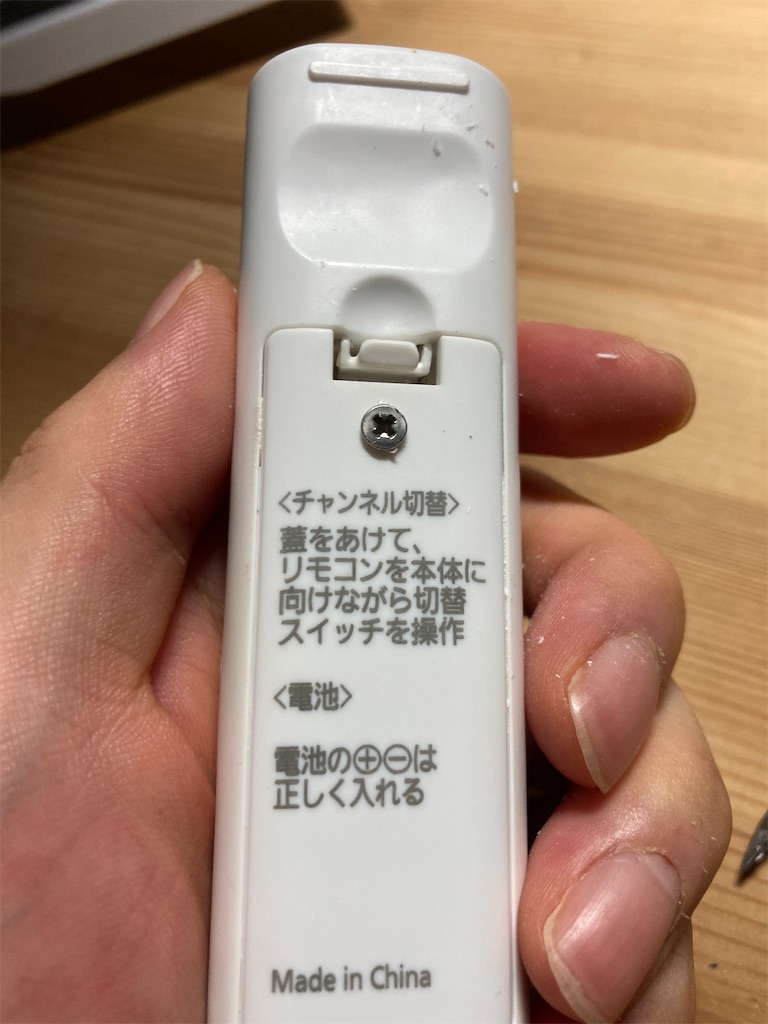 <チャンネル切替>
蓋をあけて、
リモコンを本体に
向けながら切替
スイッチを操作
<電池>
電池の⊕⊖は
正しく入れる
Made in China